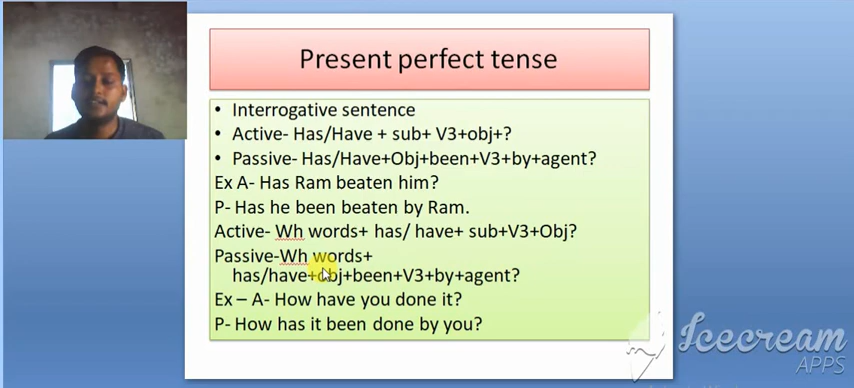 Present perfect tense
• Interrogative sentence
• Active- Has/Have + sub+ V3+obj+?
• Passive- Has/Have+Obj+been+V3+by+agent?
Ex A- Has Ram beaten him?
P- Has he been beaten by Ram.
Active- Wh words+ has/ have+ sub+V3+Obj?
Passive-Wh words+
has/have+obj+been+V3+by+agent?
Ex – A- How have you done it?
P- How has it been done by you?
Icecream
APPS